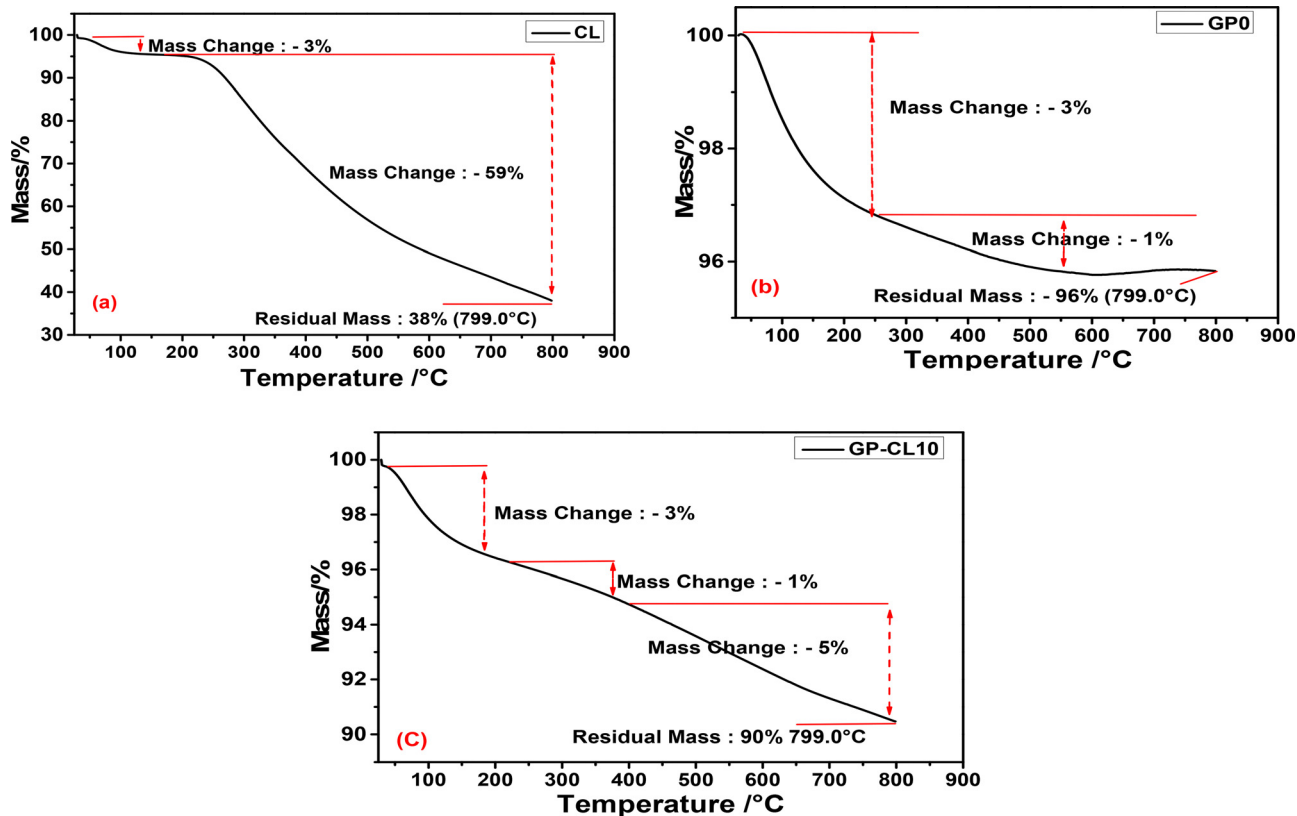 CL
100
90
80
70
60
50
40
30
Mass/%
Mass Change : - 3%
Mass Change : - 59%
(a)
Residual Mass : 38% (799.0°C)
100 200 300 400 500 600 700 800 900
Temperature /°C
GP0
100
98
96
Mass/%
Mass Change : - 3%
Mass Change : - 1%
(b)
Residual Mass : - 96% (799.0°C)
100 200 300 400 500 600 700 800 900
Temperature /°C
GP-CL10
100
98
96
94
92
90
Mass/%
Mass Change : - 3%
Mass Change : - 1%
Mass Change : - 5%
(C)
Residual Mass : 90% 799.0°C
100 200 300 400 500 600 700 800 900
Temperature /°C